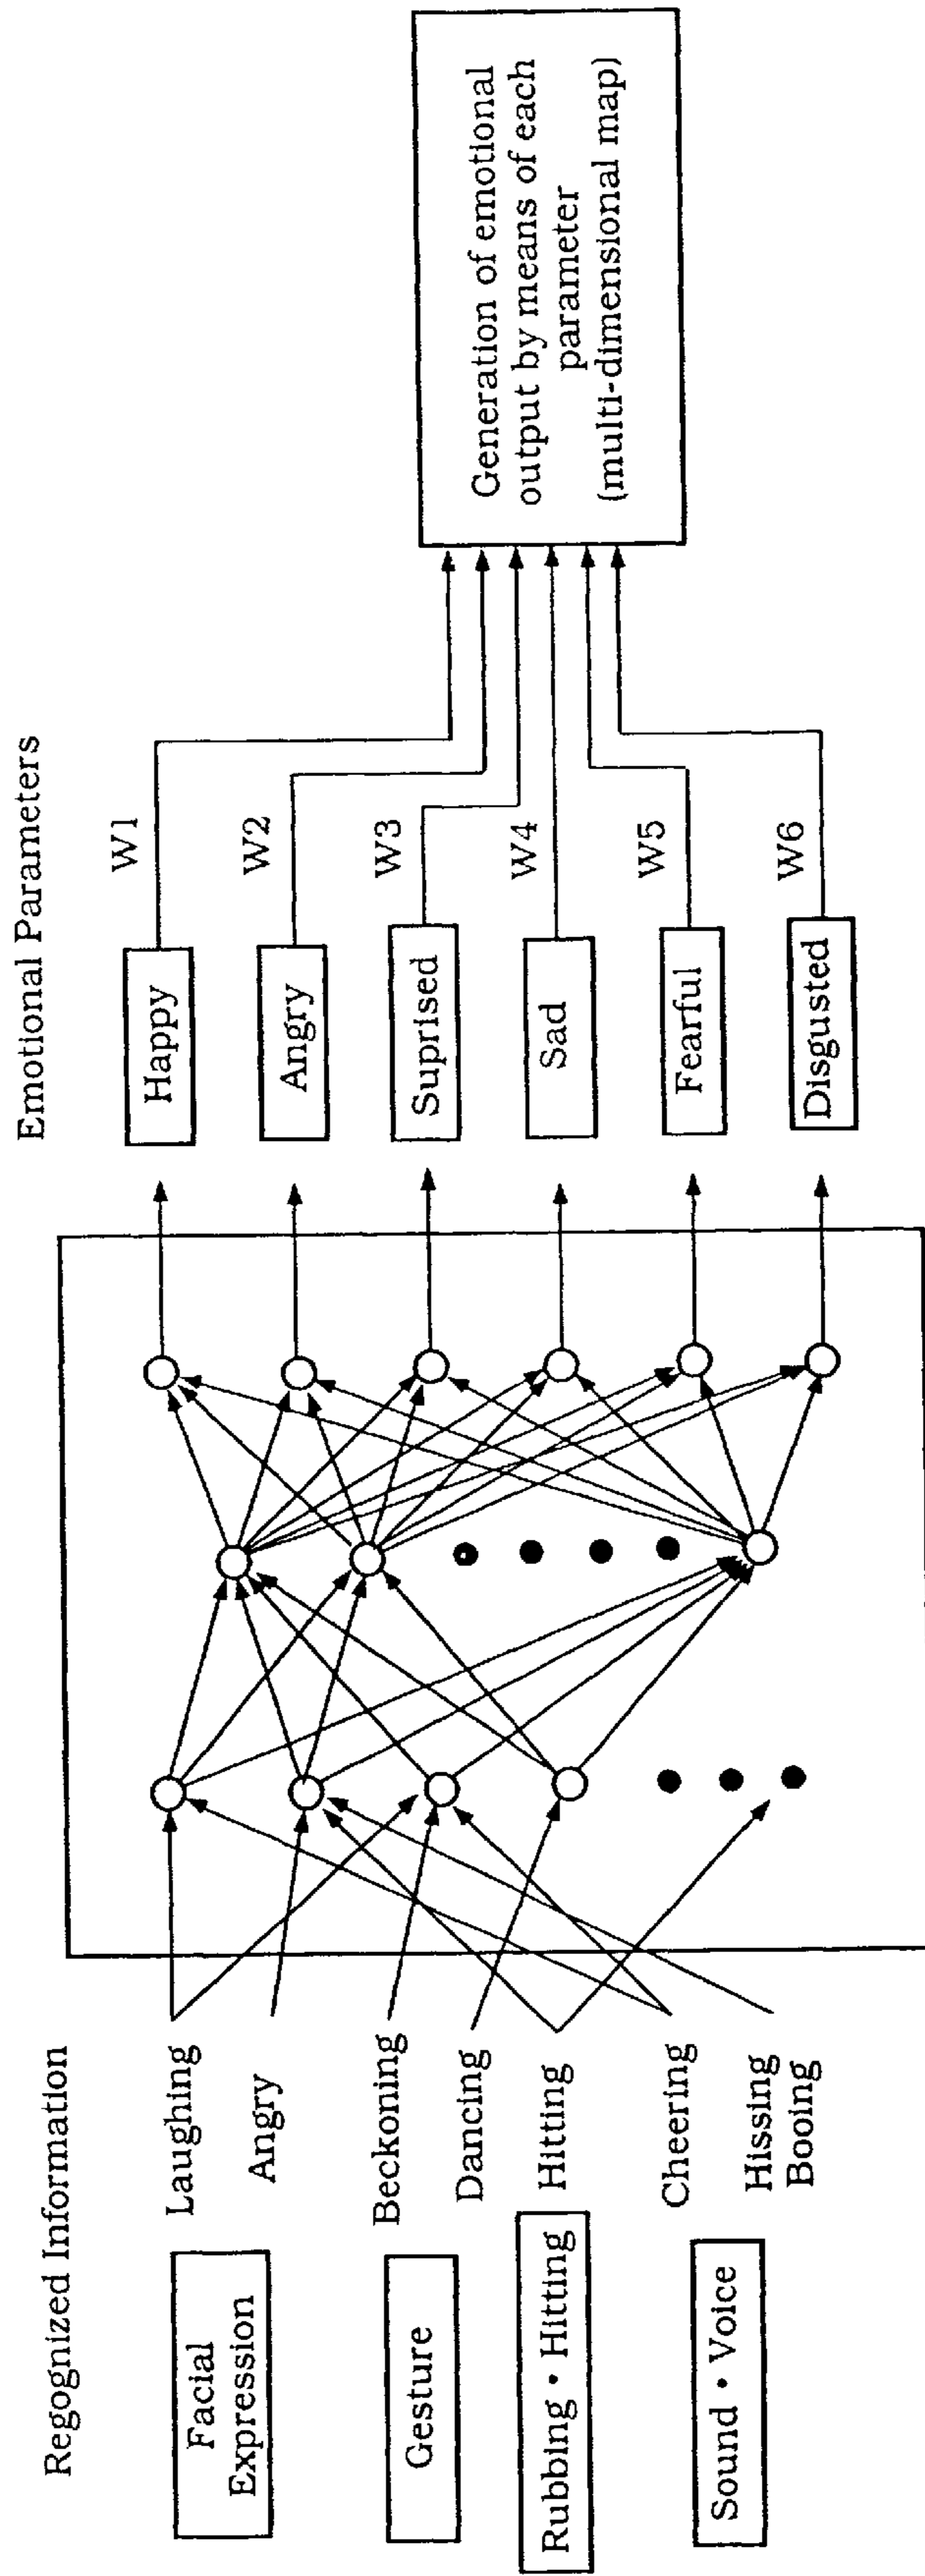 Regognized Information
Facial
Expression
Laughing
Angry
Gesture
Beckoning
Dancing
Rubbing • Hitting
Hitting
Sound • Voice
Cheering
Hissing
Booing
Emotional Parameters
Happy
W1
Angry
W2
Suprised
W3
Sad
W4
Fearful
W5
Disgusted
W6
Generation of emotional
output by means of each
parameter
(multi-dimensional map)